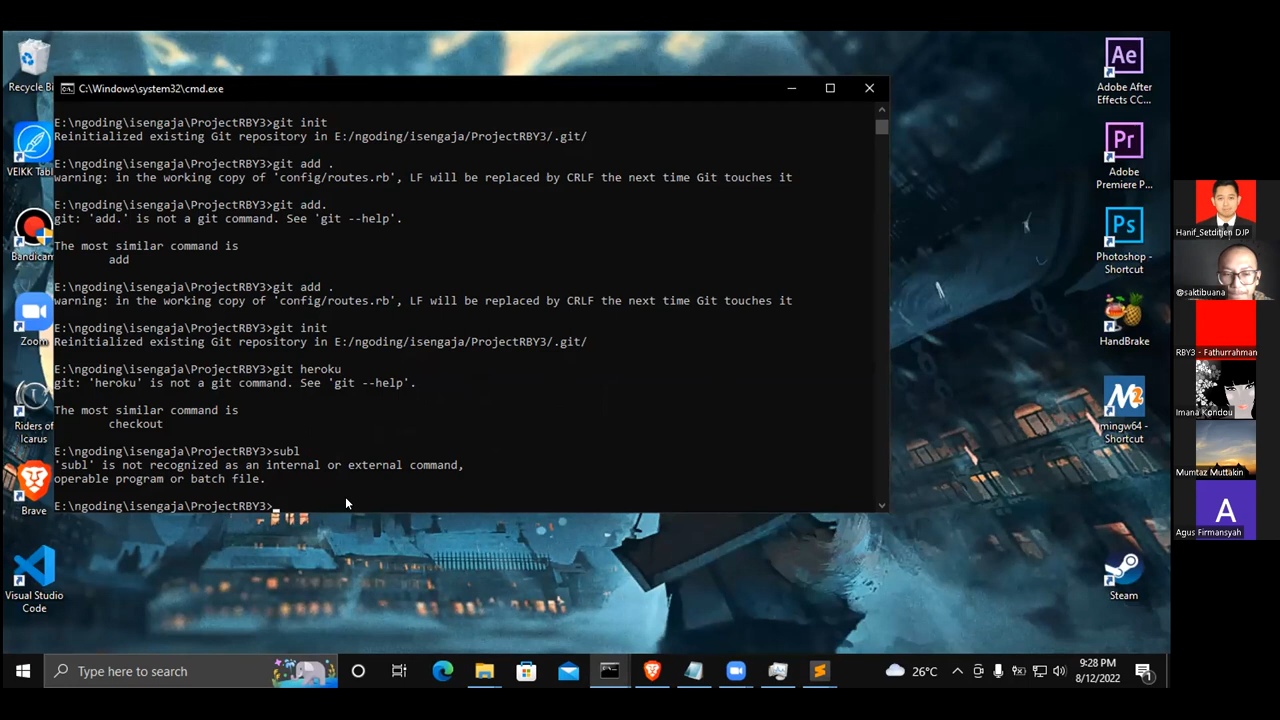 Recycle Bi
VEIKK Tabl
Bandicam
Zoom
Riders of
Icarus
Brave
Visual Studio
Code
C:\Windows\system32\cmd.exe
E:\ngoding\isengaja\ProjectRBY3>git init
Reinitialized existing Git repository in E:/ngoding/isengaja/ProjectRBY3/.git/
E:\ngoding\isengaja\ProjectRBY3>git add .
warning: in the working copy of 'config/routes.rb', LF will be replaced by CRLF the next time Git touches it
E:\ngoding\isengaja\ProjectRBY3>git add.
git: 'add.' is not a git command. See 'git --help'.
The most similar command is
add
E:\ngoding\isengaja\ProjectRBY3>git add .
warning: in the working copy of 'config/routes.rb', LF will be replaced by CRLF the next time Git touches it
E:\ngoding\isengaja\ProjectRBY3>git init
Reinitialized existing Git repository in E:/ngoding/isengaja/ProjectRBY3/.git/
E:\ngoding\isengaja\ProjectRBY3>git heroku
git: 'heroku' is not a git command. See 'git --help'.
The most similar command is
checkout
E:\ngoding\isengaja\ProjectRBY3>subl
'subl' is not recognized as an internal or external command,
operable program or batch file.
E:\ngoding\isengaja\ProjectRBY3>
Ae
Adobe After
Effects CC...
Pr
Adobe
Premiere P...
Ps
Photoshop -
Shortcut
HandBrake
M2
mingw64 -
Shortcut
Steam
Hanif_Setditjen DJP
@saktibuana
RBY3 - Fathurrahman
Imana Kondou
Mumtaz Muttakin
A
Agus Firmansyah
Type here to search
26°C
9:28 PM
8/12/2022
1